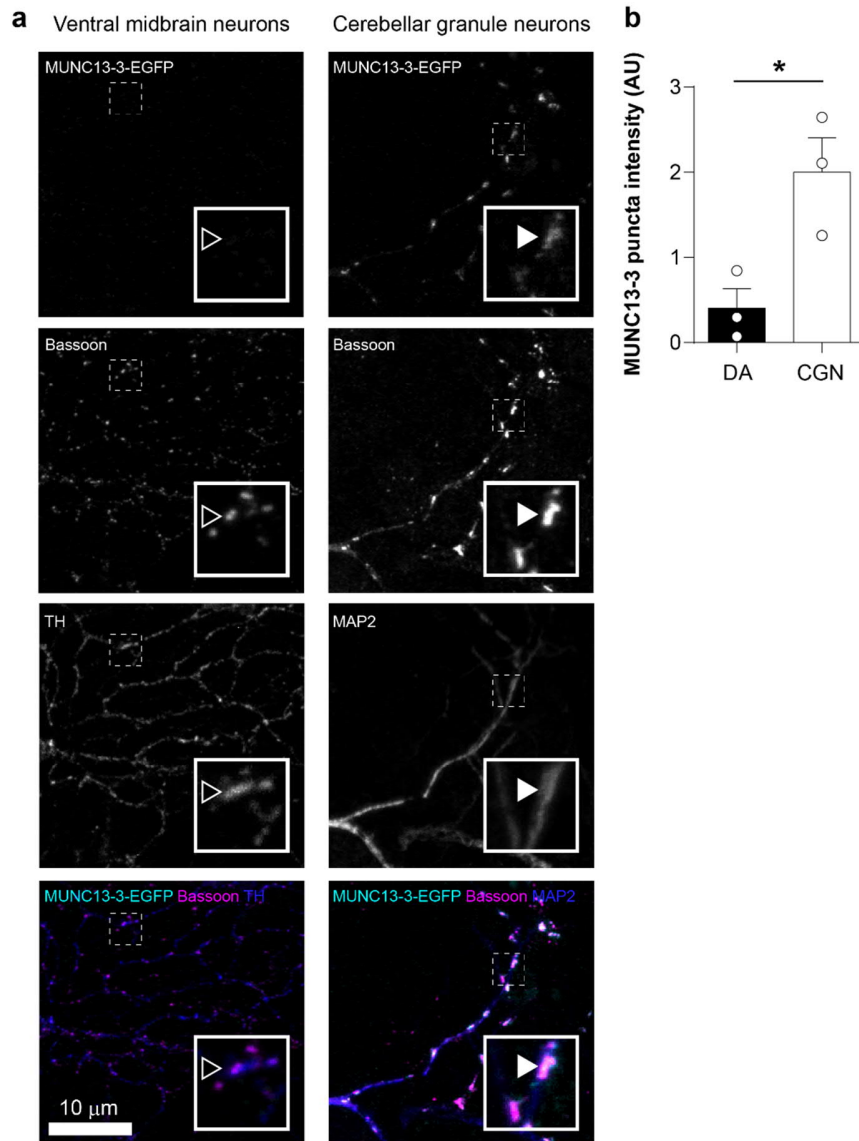 a
Ventral midbrain neurons
Cerebellar granule neurons
MUNC13-3-EGFP
MUNC13-3-EGFP
Bassoon
Bassoon
TH
MAP2
MUNC13-3-EGFP Bassoon TH
MUNC13-3-EGFP Bassoon MAP2
10 μm
b
MUNC13-3 puncta intensity (AU)
*
3
2
1
0
DA
CGN